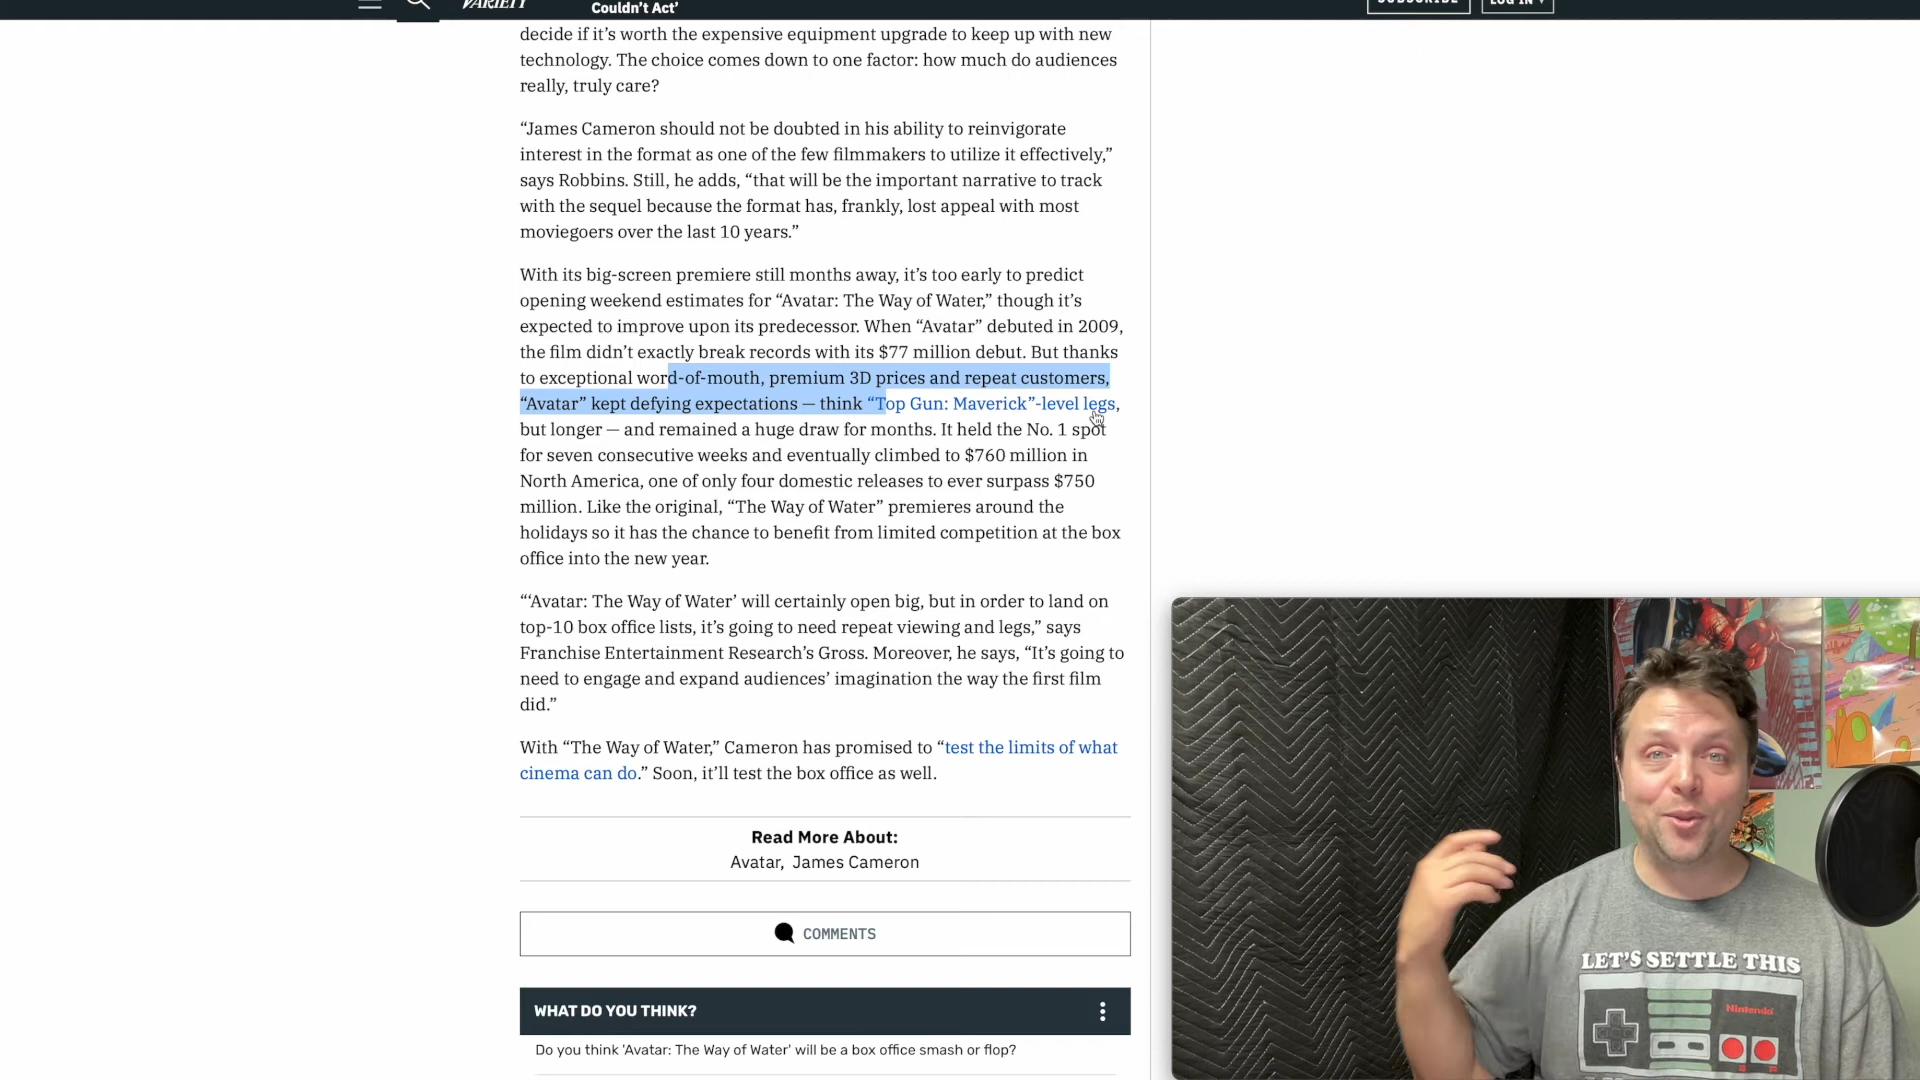 VARIETY
Couldn't Act'
SUBSCRIBE
LOG IN
decide if it's worth the expensive equipment upgrade to keep up with new
technology. The choice comes down to one factor: how much do audiences
really, truly care?
“James Cameron should not be doubted in his ability to reinvigorate
interest in the format as one of the few filmmakers to utilize it effectively,”
says Robbins. Still, he adds, “that will be the important narrative to track
with the sequel because the format has, frankly, lost appeal with most
moviegoers over the last 10 years.”
With its big-screen premiere still months away, it's too early to predict
opening weekend estimates for “Avatar: The Way of Water,” though it's
expected to improve upon its predecessor. When “Avatar” debuted in 2009,
the film didn't exactly break records with its $77 million debut. But thanks
to exceptional word-of-mouth, premium 3D prices and repeat customers,
“Avatar” kept defying expectations — think “Top Gun: Maverick”-level legs,
but longer — and remained a huge draw for months. It held the No. 1 spot
for seven consecutive weeks and eventually climbed to $760 million in
North America, one of only four domestic releases to ever surpass $750
million. Like the original, “The Way of Water” premieres around the
holidays so it has the chance to benefit from limited competition at the box
office into the new year.
“‘Avatar: The Way of Water’ will certainly open big, but in order to land on
top-10 box office lists, it's going to need repeat viewing and legs,” says
Franchise Entertainment Research's Gross. Moreover, he says, “It's going to
need to engage and expand audiences' imagination the way the first film
did.”
With “The Way of Water,” Cameron has promised to “test the limits of what
cinema can do.” Soon, it'll test the box office as well.
Read More About:
Avatar, James Cameron
COMMENTS
WHAT DO YOU THINK?
Do you think 'Avatar: The Way of Water' will be a box office smash or flop?
LET'S SETTLE THIS
Nintendo